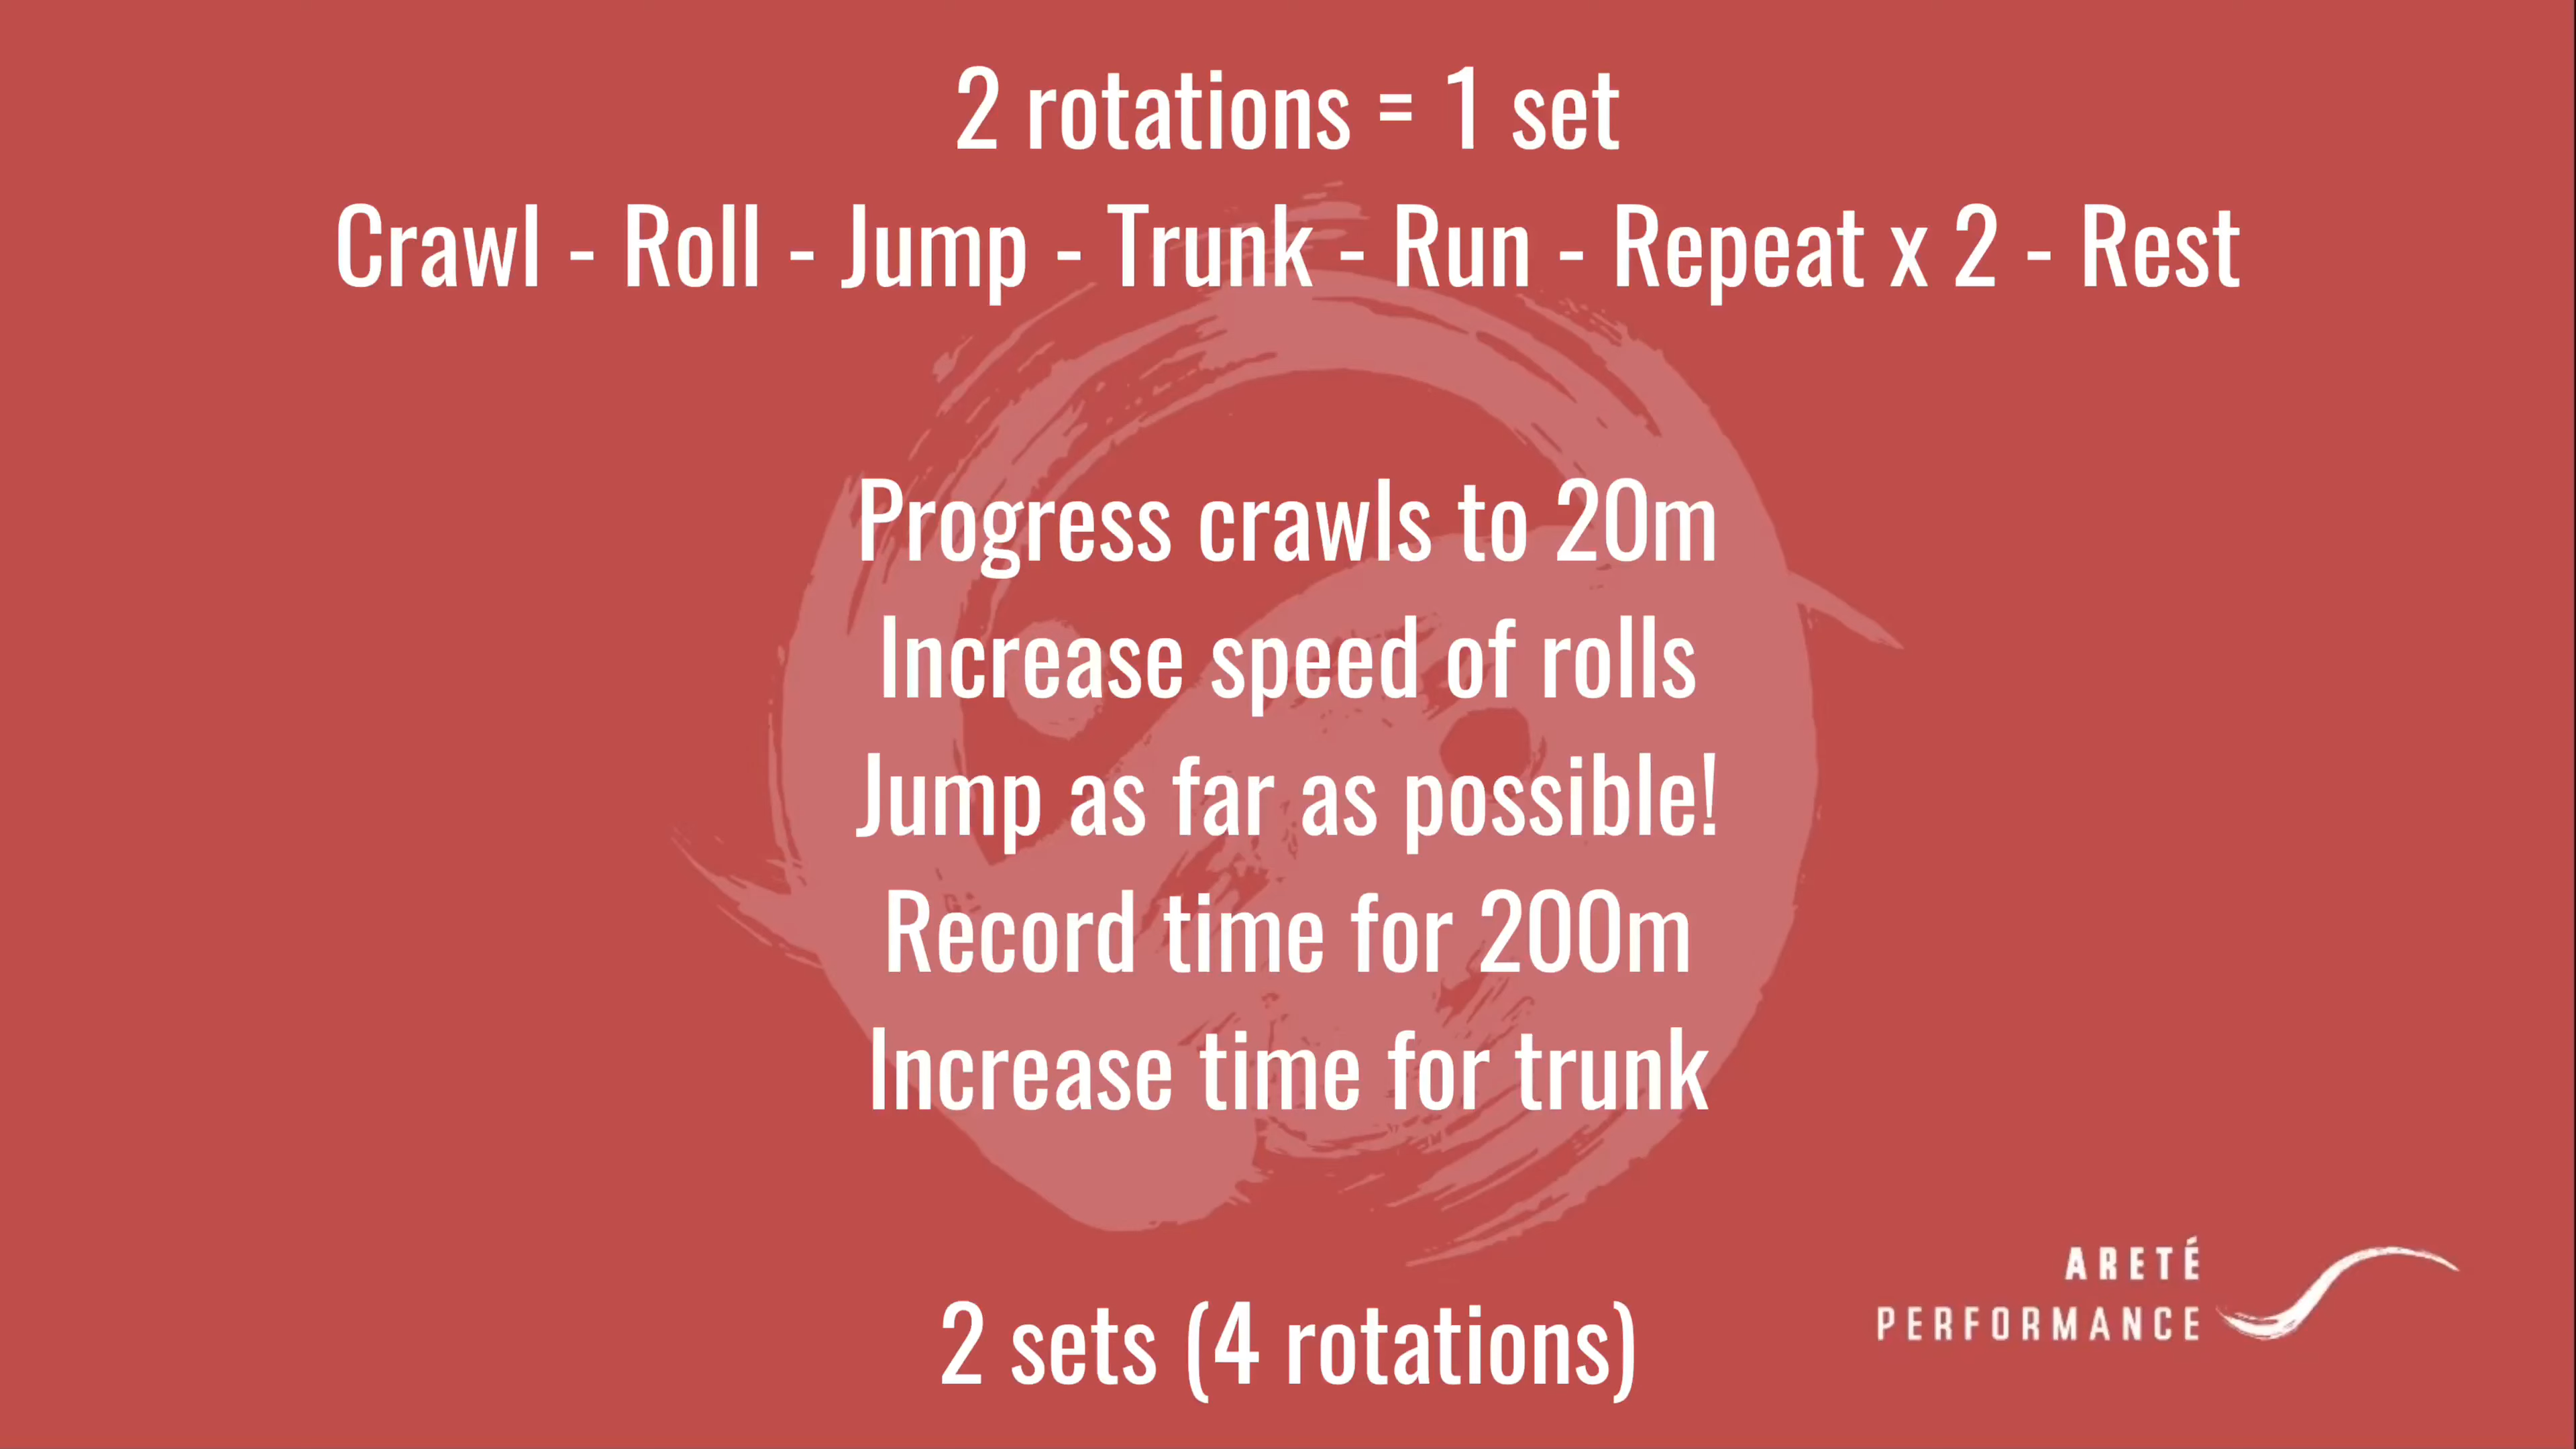 2 rotations = 1 set
Crawl - Roll - Jump - Trunk - Run - Repeat x 2 - Rest
Progress crawls to 20m
Increase speed of rolls
Jump as far as possible!
Record time for 200m
Increase time for trunk
2 sets (4 rotations)
ARETÉ
PERFORMANCE